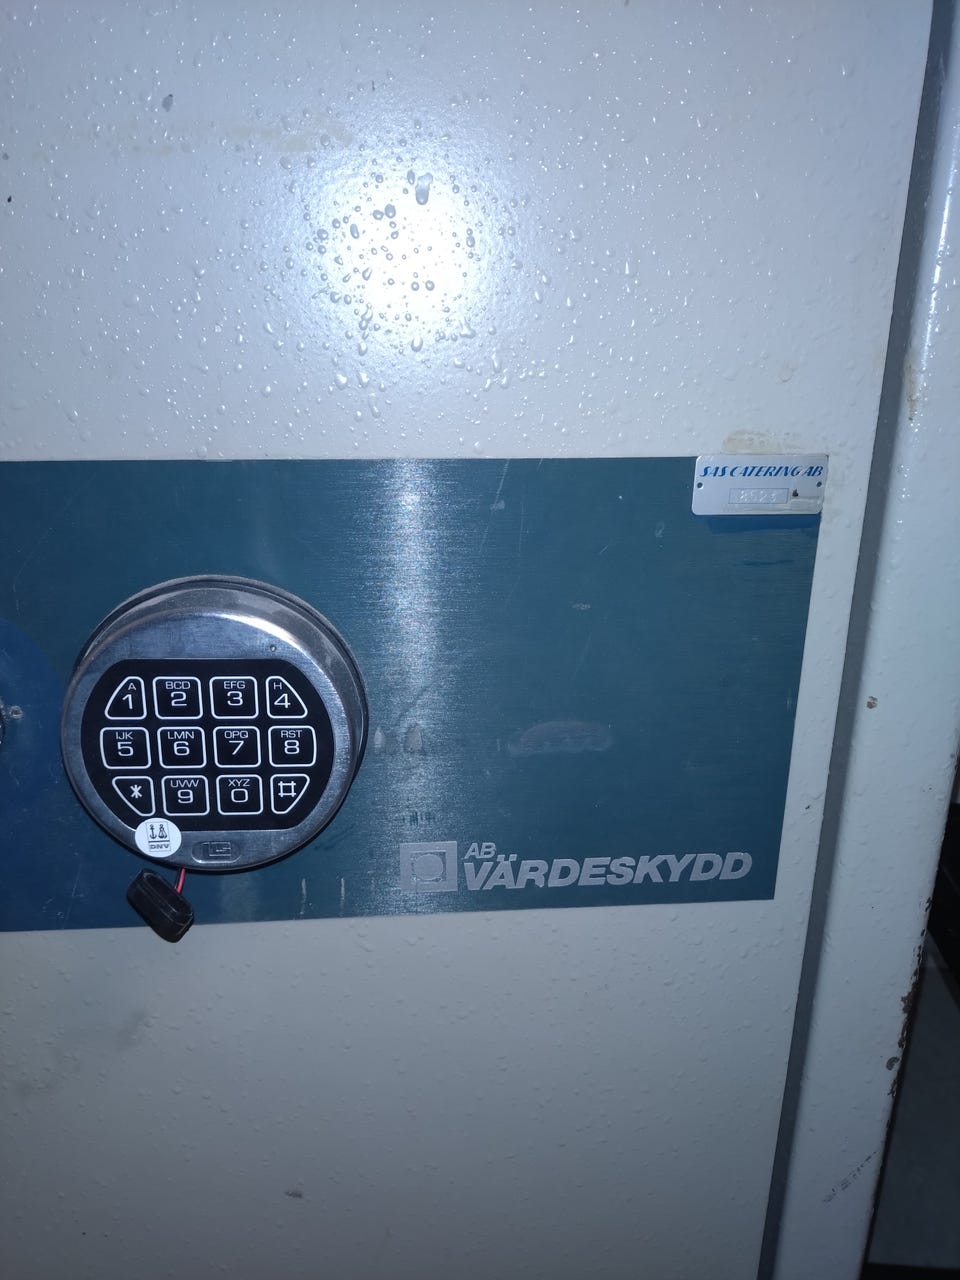 SAS CATERING AB
A BCD EFG H
1 2 3 4
IJK LMN OPQ RST
5 6 7 8
UVW XYZ
* 9 0 #
DNV
LG
AB
VÄRDESKYDD